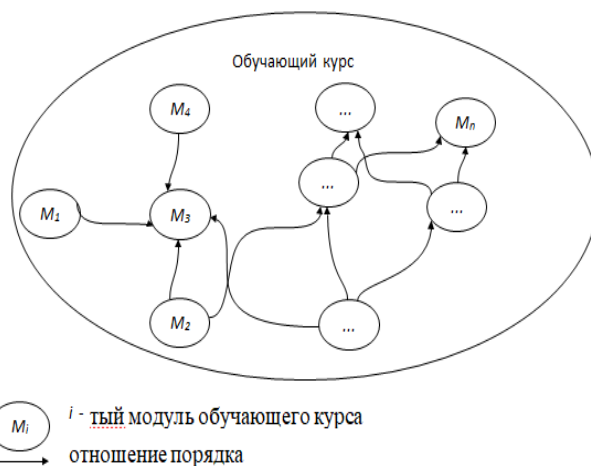 Обучающий курс
M4
...
Mn
...
M1
M3
...
M2
...
Mi
i - тый модуль обучающего курса
отношение порядка